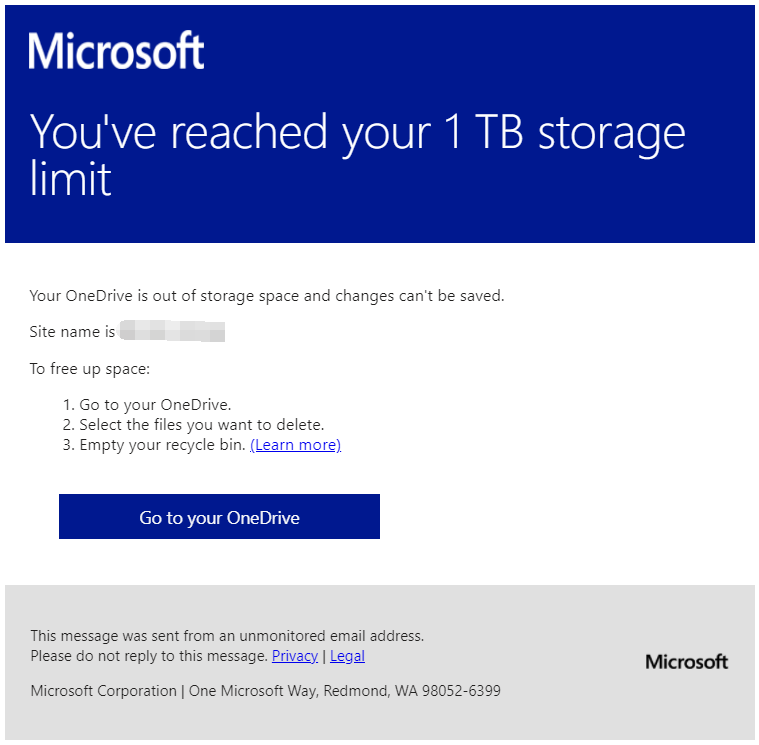 Microsoft
You've reached your 1 TB storage
limit
Your OneDrive is out of storage space and changes can't be saved.
Site name is
To free up space:
1. Go to your OneDrive.
2. Select the files you want to delete.
3. Empty your recycle bin. (Learn more)
Go to your OneDrive
This message was sent from an unmonitored email address.
Please do not reply to this message. Privacy | Legal
Microsoft
Microsoft Corporation | One Microsoft Way, Redmond, WA 98052-6399